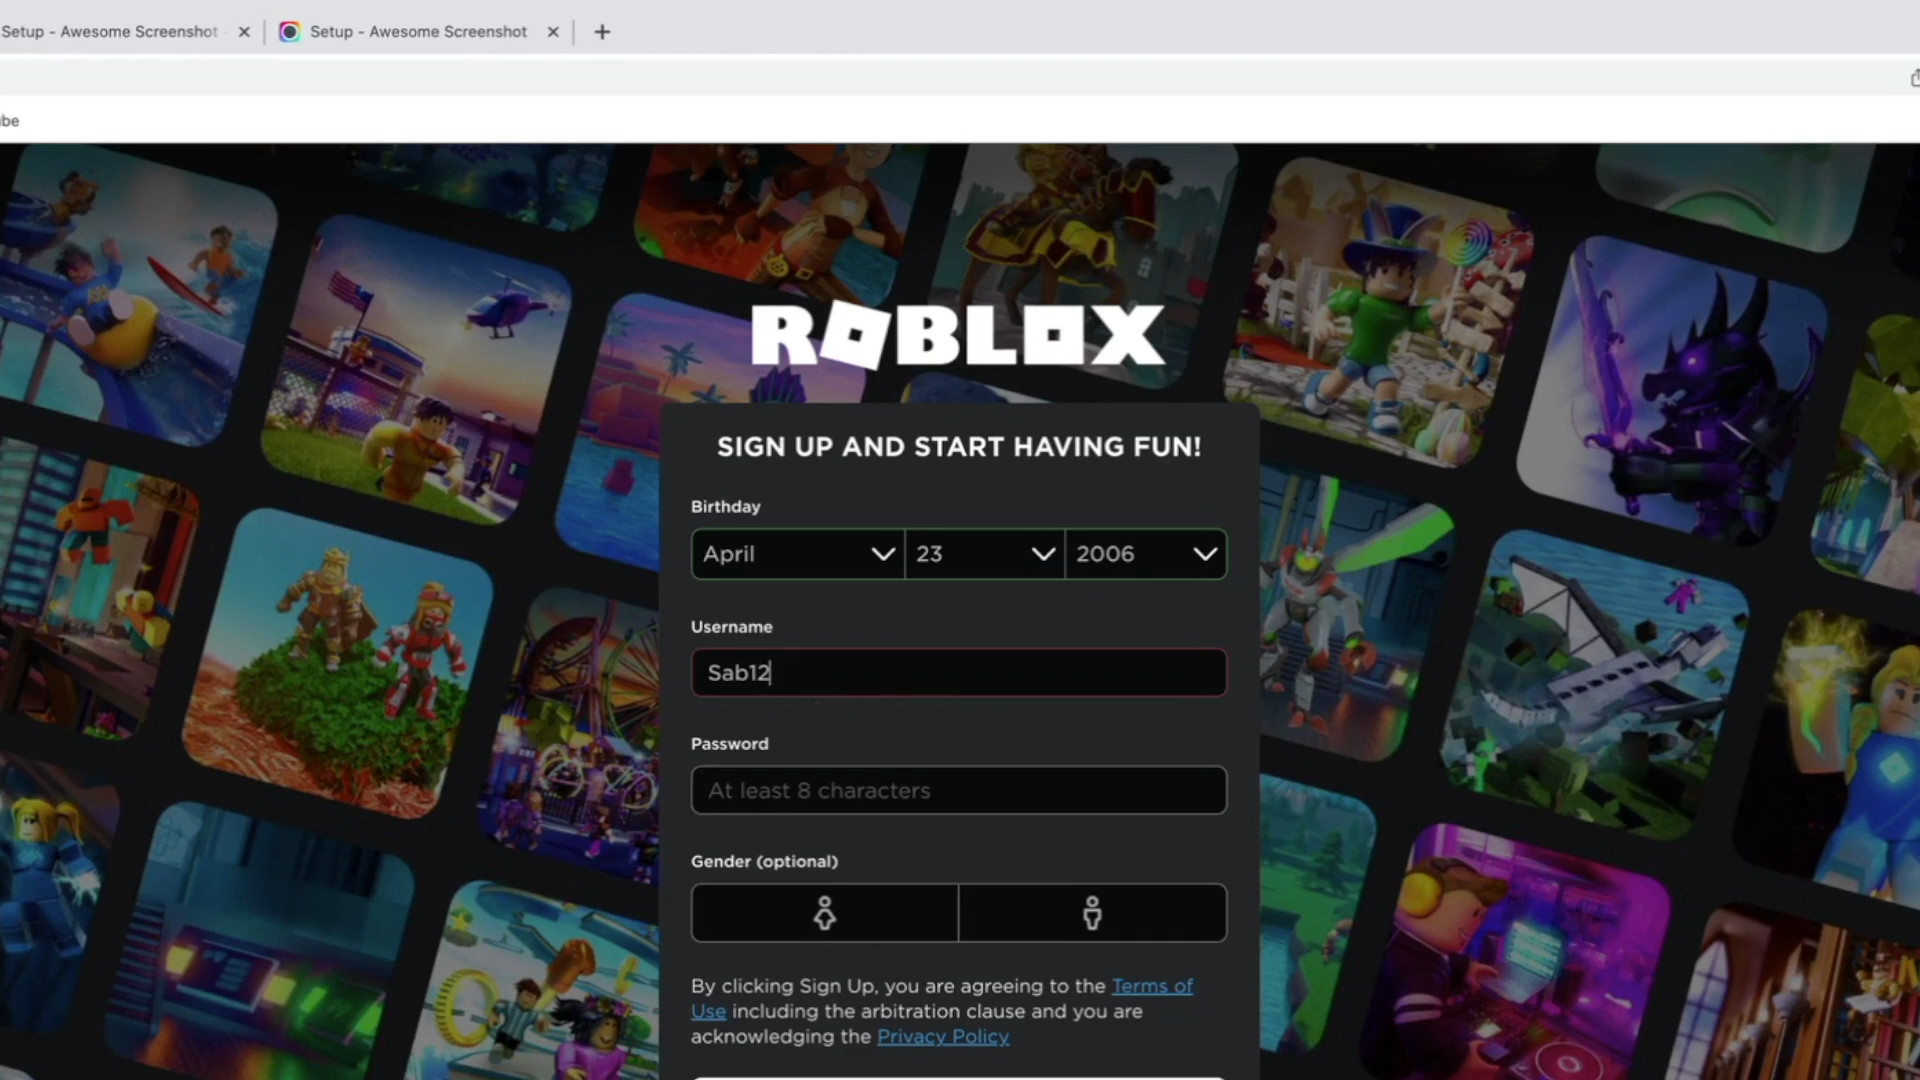 Setup - Awesome Screenshot
Setup - Awesome Screenshot
be
ROBLOX
SIGN UP AND START HAVING FUN!
Birthday
April 23 2006
Username
Sab12
Password
At least 8 characters
Gender (optional)
By clicking Sign Up, you are agreeing to the Terms of
Use including the arbitration clause and you are
acknowledging the Privacy Policy